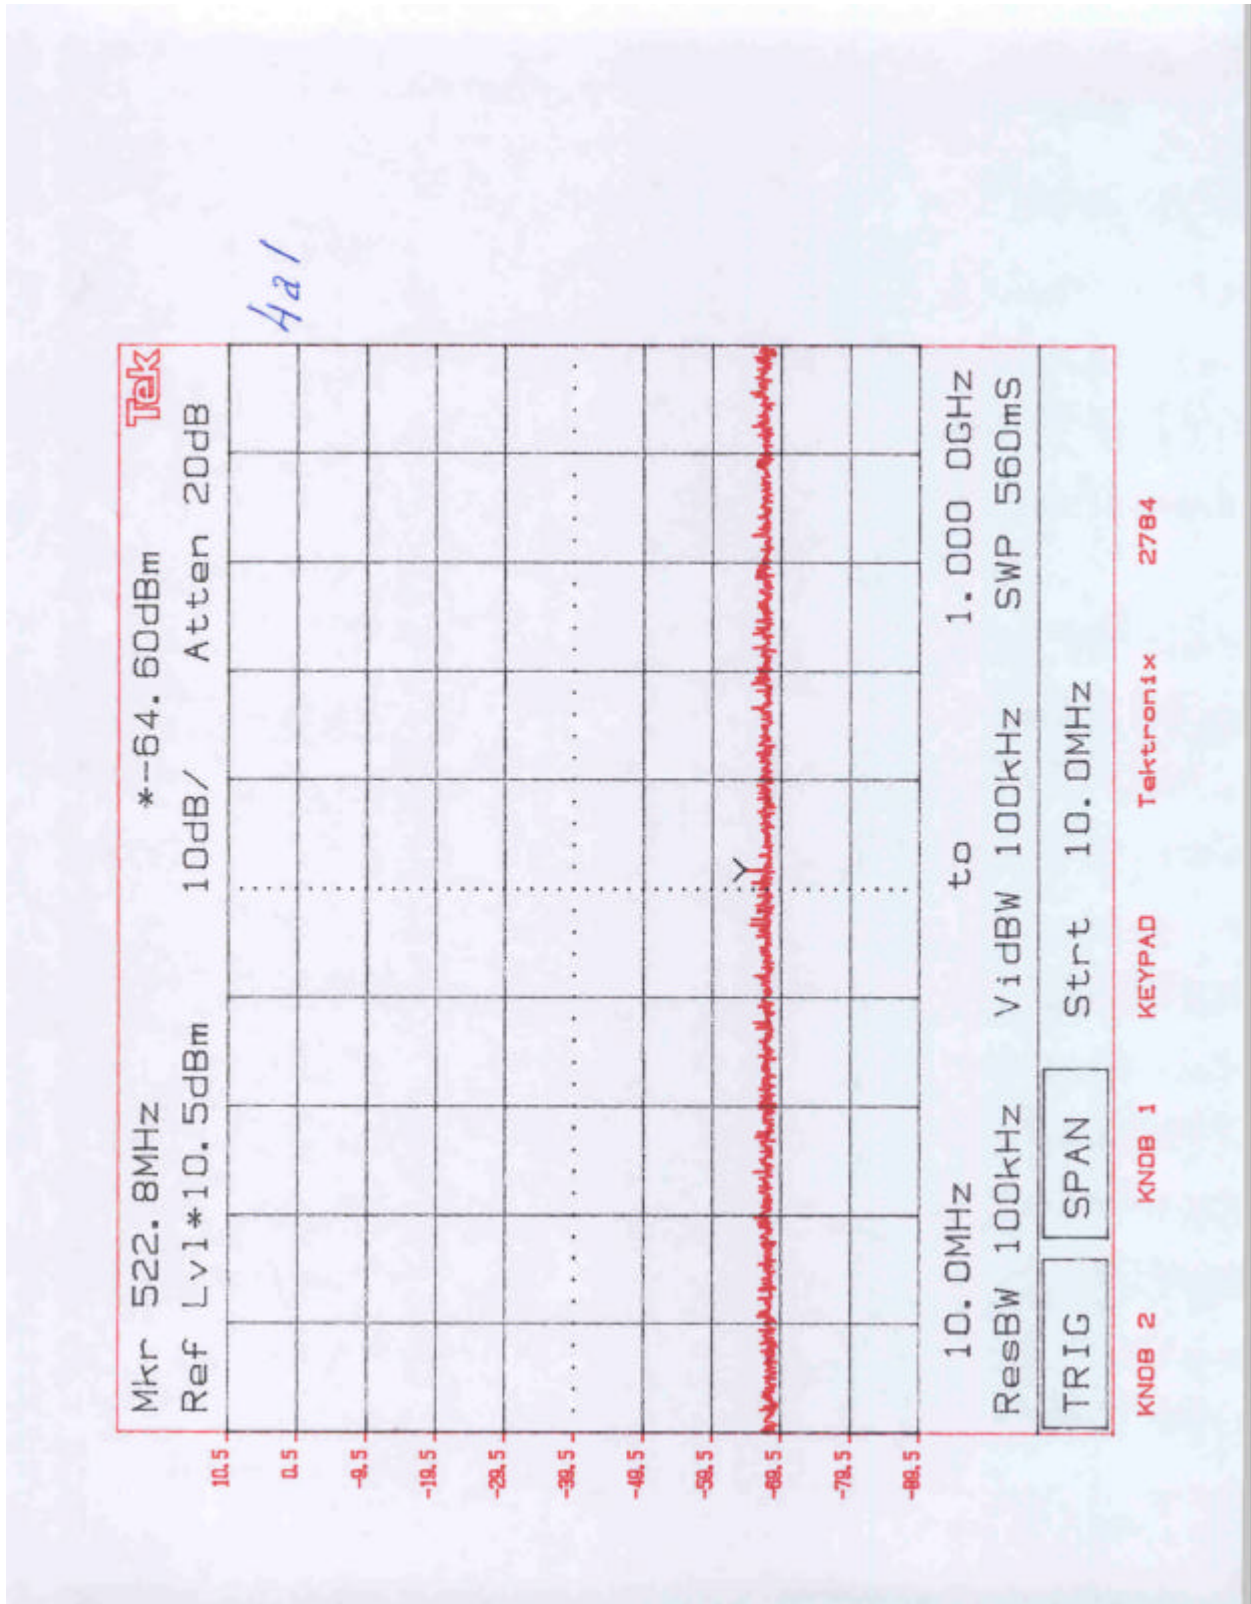 Mkr 522.8MHz *-64.60dBm Tek
Ref Lvl*10.5dBm 10dB/ Atten 20dB
4a1
10.5
0.5
-9.5
-19.5
-29.5
-39.5
-49.5
-59.5
-69.5
-79.5
-89.5
10.0MHz to 1.000 0GHz
ResBW 100kHz VidBW 100kHz SWP 560mS
TRIG SPAN Strt 10.0MHz
KNOB 2 KNOB 1 KEYPAD Tektronix 2784